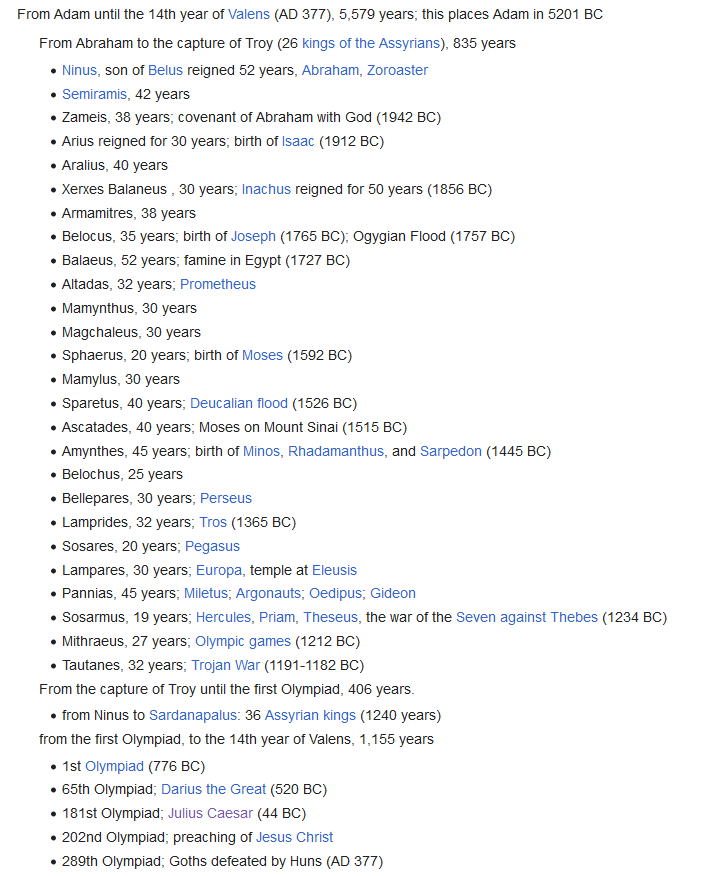 From Adam until the 14th year of Valens (AD 377), 5,579 years; this places Adam in 5201 BC
From Abraham to the capture of Troy (26 kings of the Assyrians), 835 years
• Ninus, son of Belus reigned 52 years, Abraham, Zoroaster
• Semiramis, 42 years
• Zameis, 38 years; covenant of Abraham with God (1942 BC)
• Arius reigned for 30 years; birth of Isaac (1912 BC)
• Aralius, 40 years
• Xerxes Balaneus , 30 years; Inachus reigned for 50 years (1856 BC)
• Armamitres, 38 years
• Belocus, 35 years; birth of Joseph (1765 BC); Ogygian Flood (1757 BC)
• Balaeus, 52 years; famine in Egypt (1727 BC)
• Altadas, 32 years; Prometheus
• Mamynthus, 30 years
• Magchaleus, 30 years
• Sphaerus, 20 years; birth of Moses (1592 BC)
• Mamylus, 30 years
• Sparetus, 40 years; Deucalian flood (1526 BC)
• Ascatades, 40 years; Moses on Mount Sinai (1515 BC)
• Amynthes, 45 years; birth of Minos, Rhadamanthus, and Sarpedon (1445 BC)
• Belochus, 25 years
• Bellepares, 30 years; Perseus
• Lamprides, 32 years; Tros (1365 BC)
• Sosares, 20 years; Pegasus
• Lampares, 30 years; Europa, temple at Eleusis
• Pannias, 45 years; Miletus; Argonauts; Oedipus; Gideon
• Sosarmus, 19 years; Hercules, Priam, Theseus, the war of the Seven against Thebes (1234 BC)
• Mithraeus, 27 years; Olympic games (1212 BC)
• Tautanes, 32 years; Trojan War (1191-1182 BC)
From the capture of Troy until the first Olympiad, 406 years.
• from Ninus to Sardanapalus: 36 Assyrian kings (1240 years)
from the first Olympiad, to the 14th year of Valens, 1,155 years
• 1st Olympiad (776 BC)
• 65th Olympiad; Darius the Great (520 BC)
• 181st Olympiad; Julius Caesar (44 BC)
• 202nd Olympiad; preaching of Jesus Christ
• 289th Olympiad; Goths defeated by Huns (AD 377)